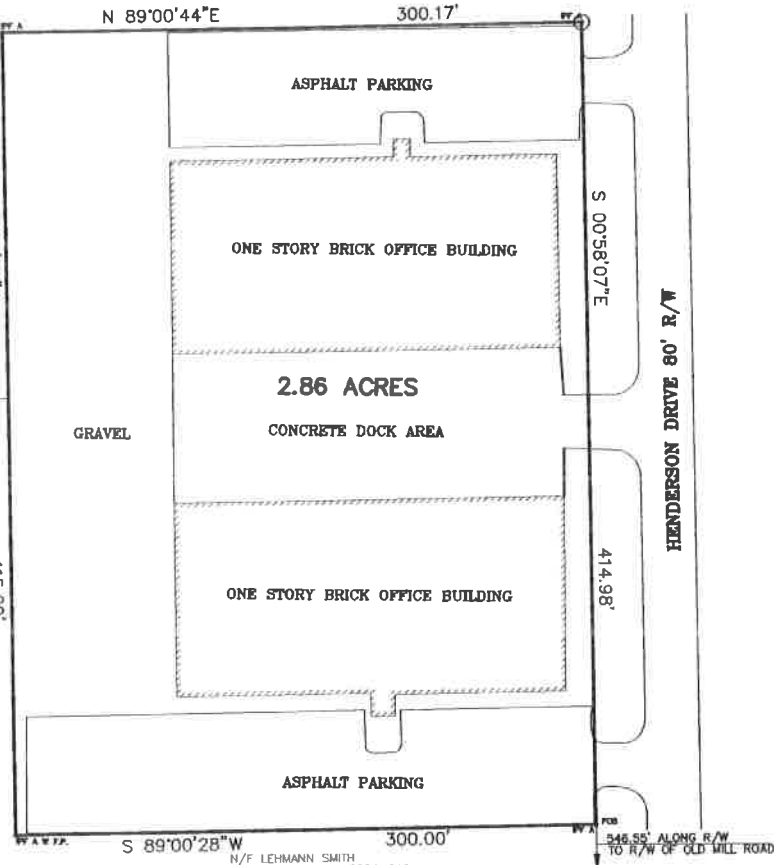 N 89°00'44"E 300.17'
ASPHALT PARKING
ONE STORY BRICK OFFICE BUILDING
S 00°58'07"E
HENDERSON DRIVE 80' R/W
2.86 ACRES
GRAVEL
CONCRETE DOCK AREA
ONE STORY BRICK OFFICE BUILDING
414.98'
ASPHALT PARKING
POB
S 89°00'28"W 300.00'
546.55' ALONG R/W
TO R/W OF OLD MILL ROAD
N/F LEHMANN SMITH